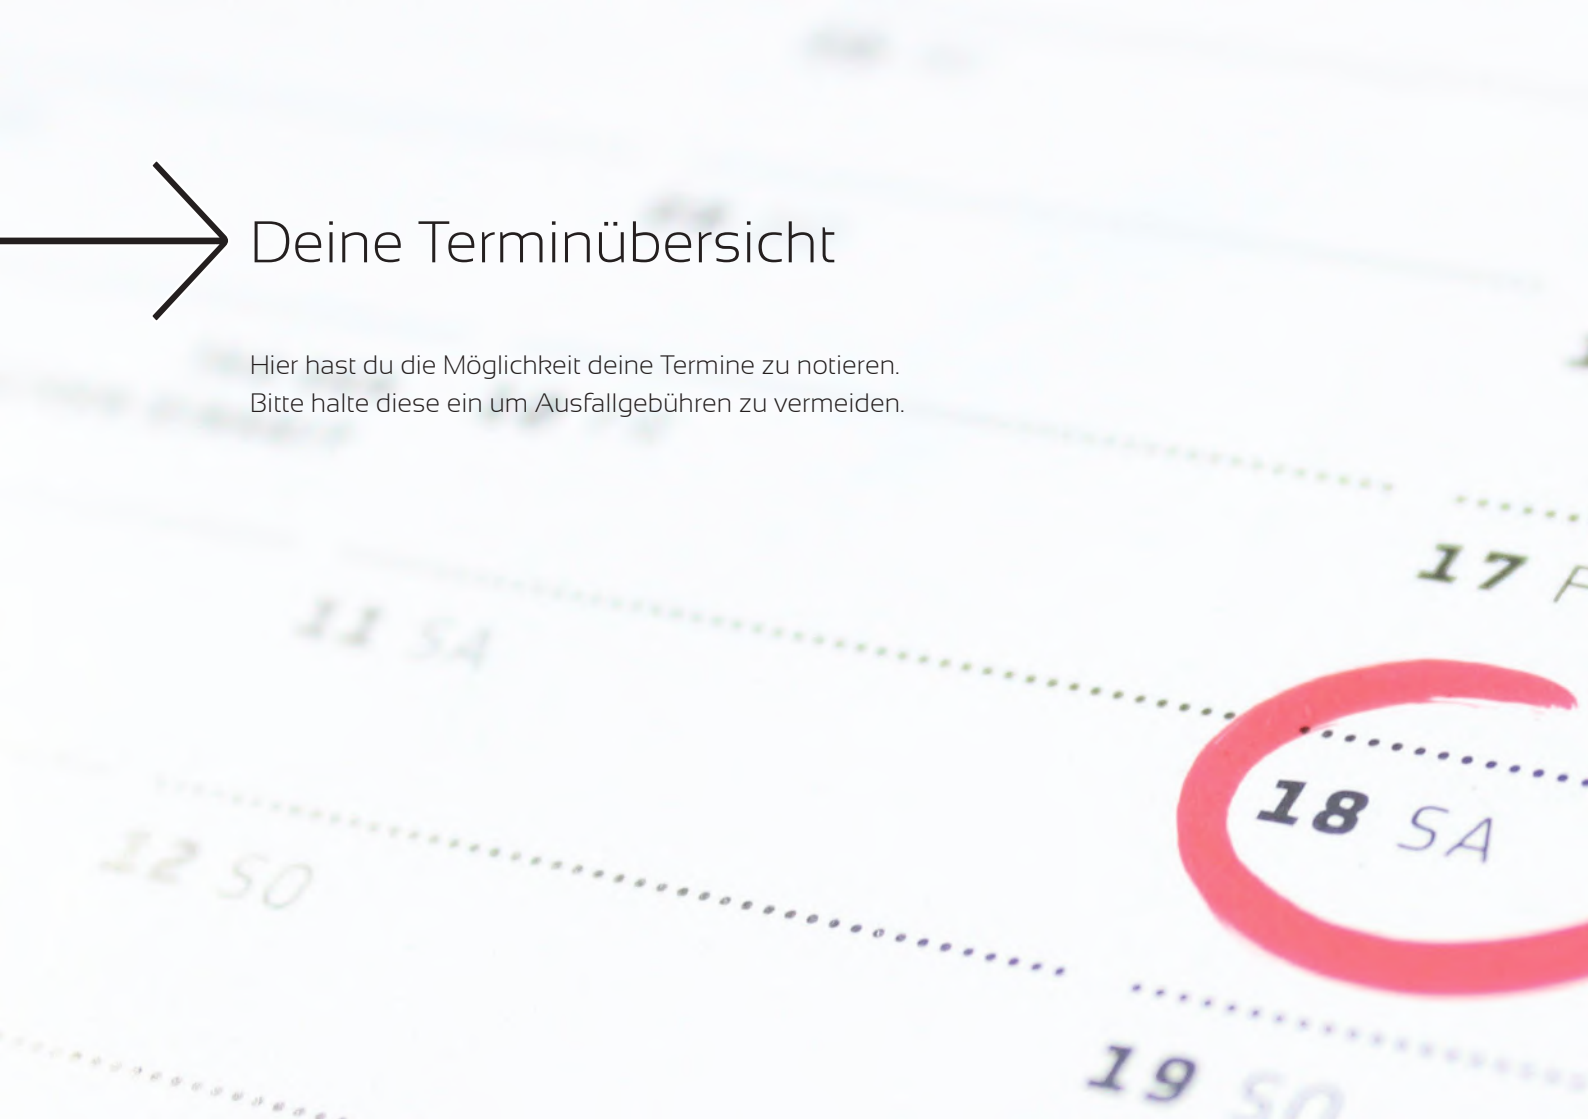 Deine Terminübersicht
Hier hast du die Möglichkeit deine Termine zu notieren.
Bitte halte diese ein um Ausfallgebühren zu vermeiden.
17 F
11 SA
18 SA
12 SO
19 SO